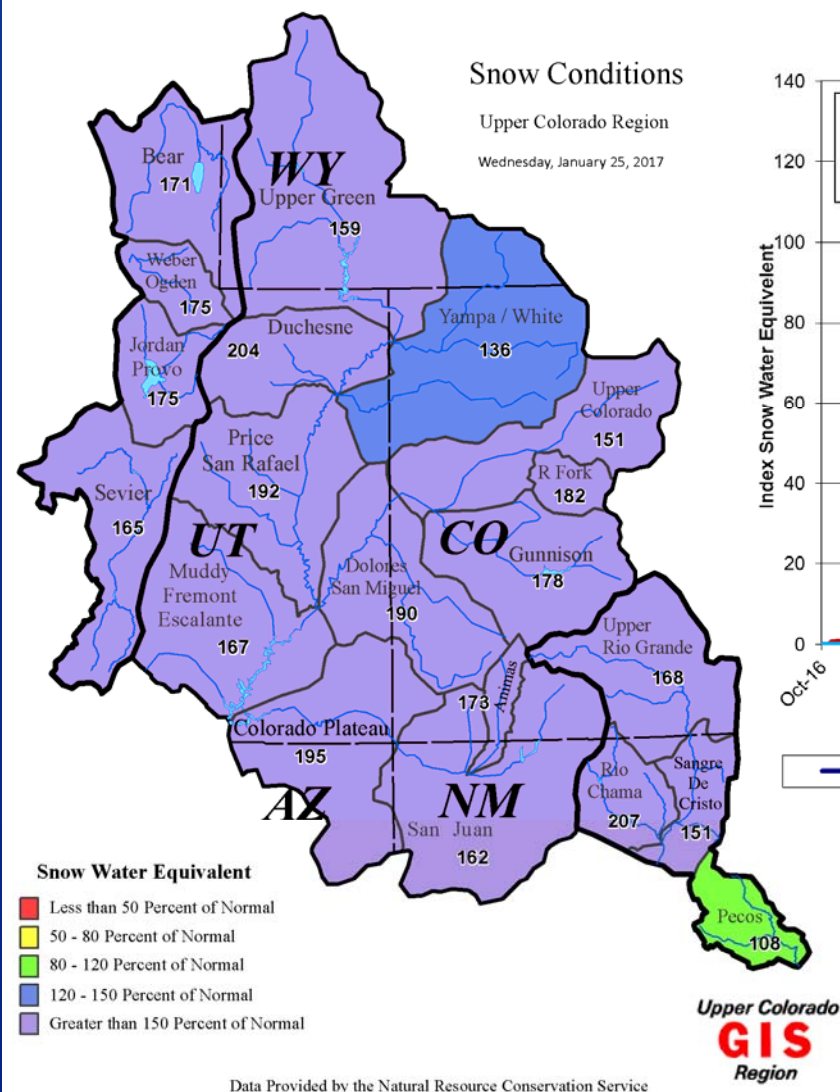 Snow Conditions
Upper Colorado Region
Wednesday, January 25, 2017
140
120
100
80
60
40
20
0
Index Snow Water Equivelent
Oct-16
Bear
171
WY
Upper Green
159
Weber
Ogden
175
Jordan
Provo
175
Duchesne
204
Yampa / White
136
Upper
Colorado
151
R Fork
182
Price
San Rafael
192
Sevier
165
UT
CO
Gunnison
178
Muddy
Fremont
Escalante
167
Dolores
San Miguel
190
Upper
Rio Grande
168
Animas
173
Colorado Plateau
195
AZ
NM
San Juan
162
Rio
Chama
207
Sangre
De
Cristo
151
Pecos
108
Snow Water Equivalent
Less than 50 Percent of Normal
50 - 80 Percent of Normal
80 - 120 Percent of Normal
120 - 150 Percent of Normal
Greater than 150 Percent of Normal
Upper Colorado
GIS
Region
Data Provided by the Natural Resource Conservation Service